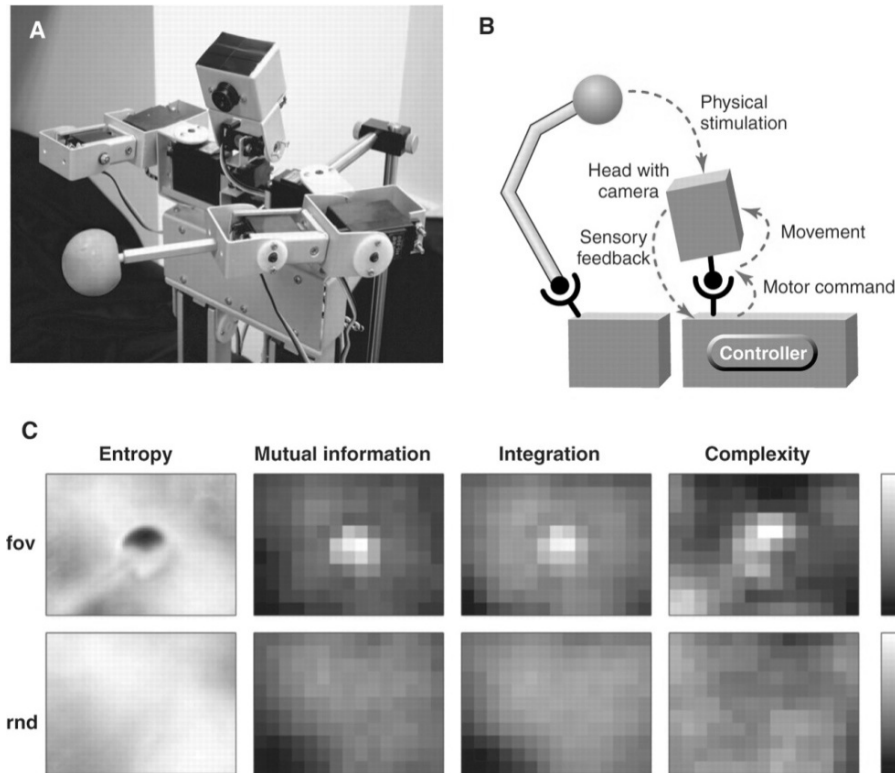 A
B
Physical
stimulation
Head with
camera
Sensory
feedback
Movement
Motor command
Controller
C
Entropy
Mutual information
Integration
Complexity
fov
rnd